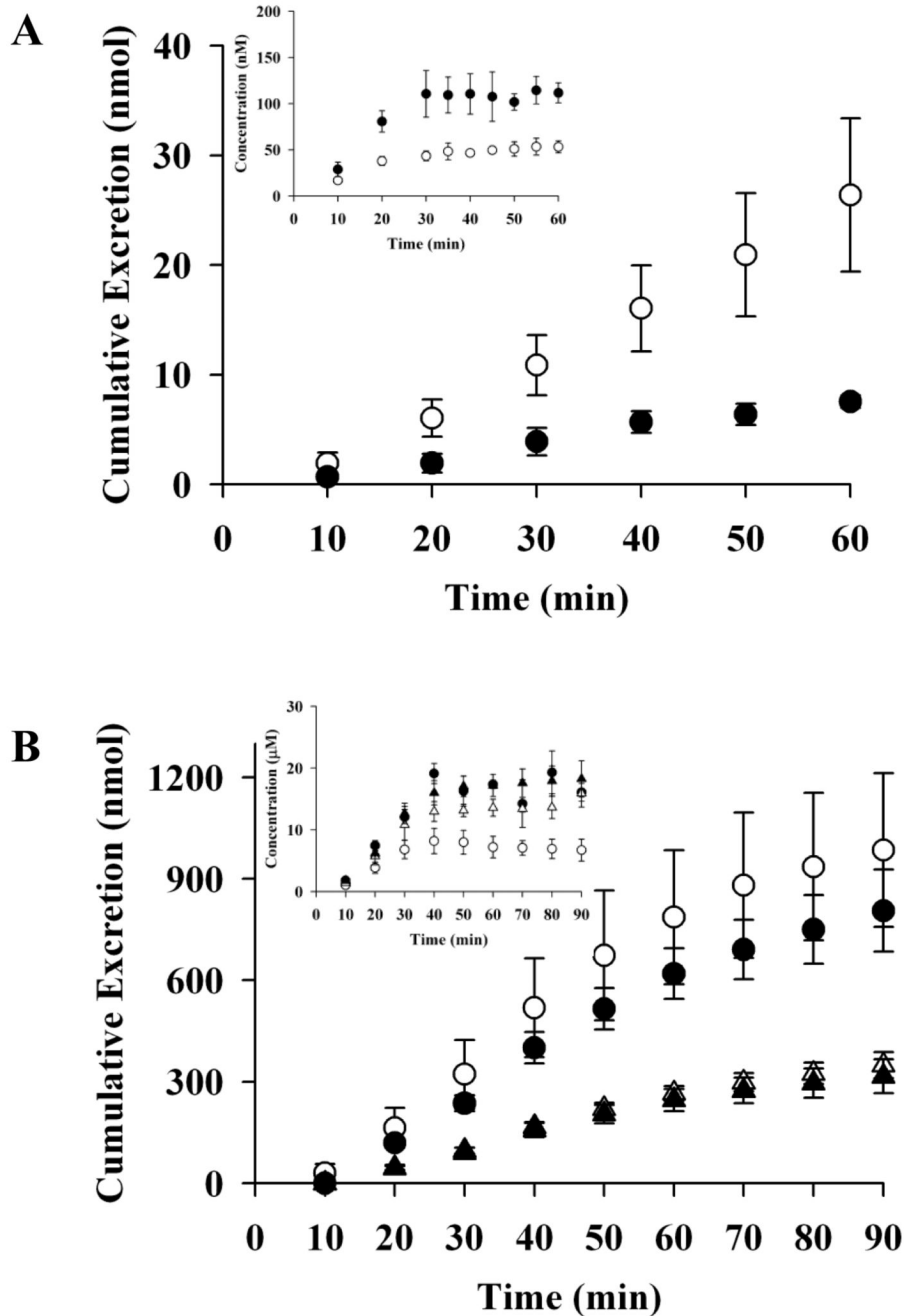 A
Cumulative Excretion (nmol)
40
30
20
10
0
0 10 20 30 40 50 60
Time (min)
Concentration (nM)
200
150
100
50
0
0 10 20 30 40 50 60
Time (min)
B
Cumulative Excretion (nmol)
1200
900
600
300
0
0 10 20 30 40 50 60 70 80 90
Time (min)
Concentration (μM)
30
20
10
0
0 10 20 30 40 50 60 70 80 90
Time (min)